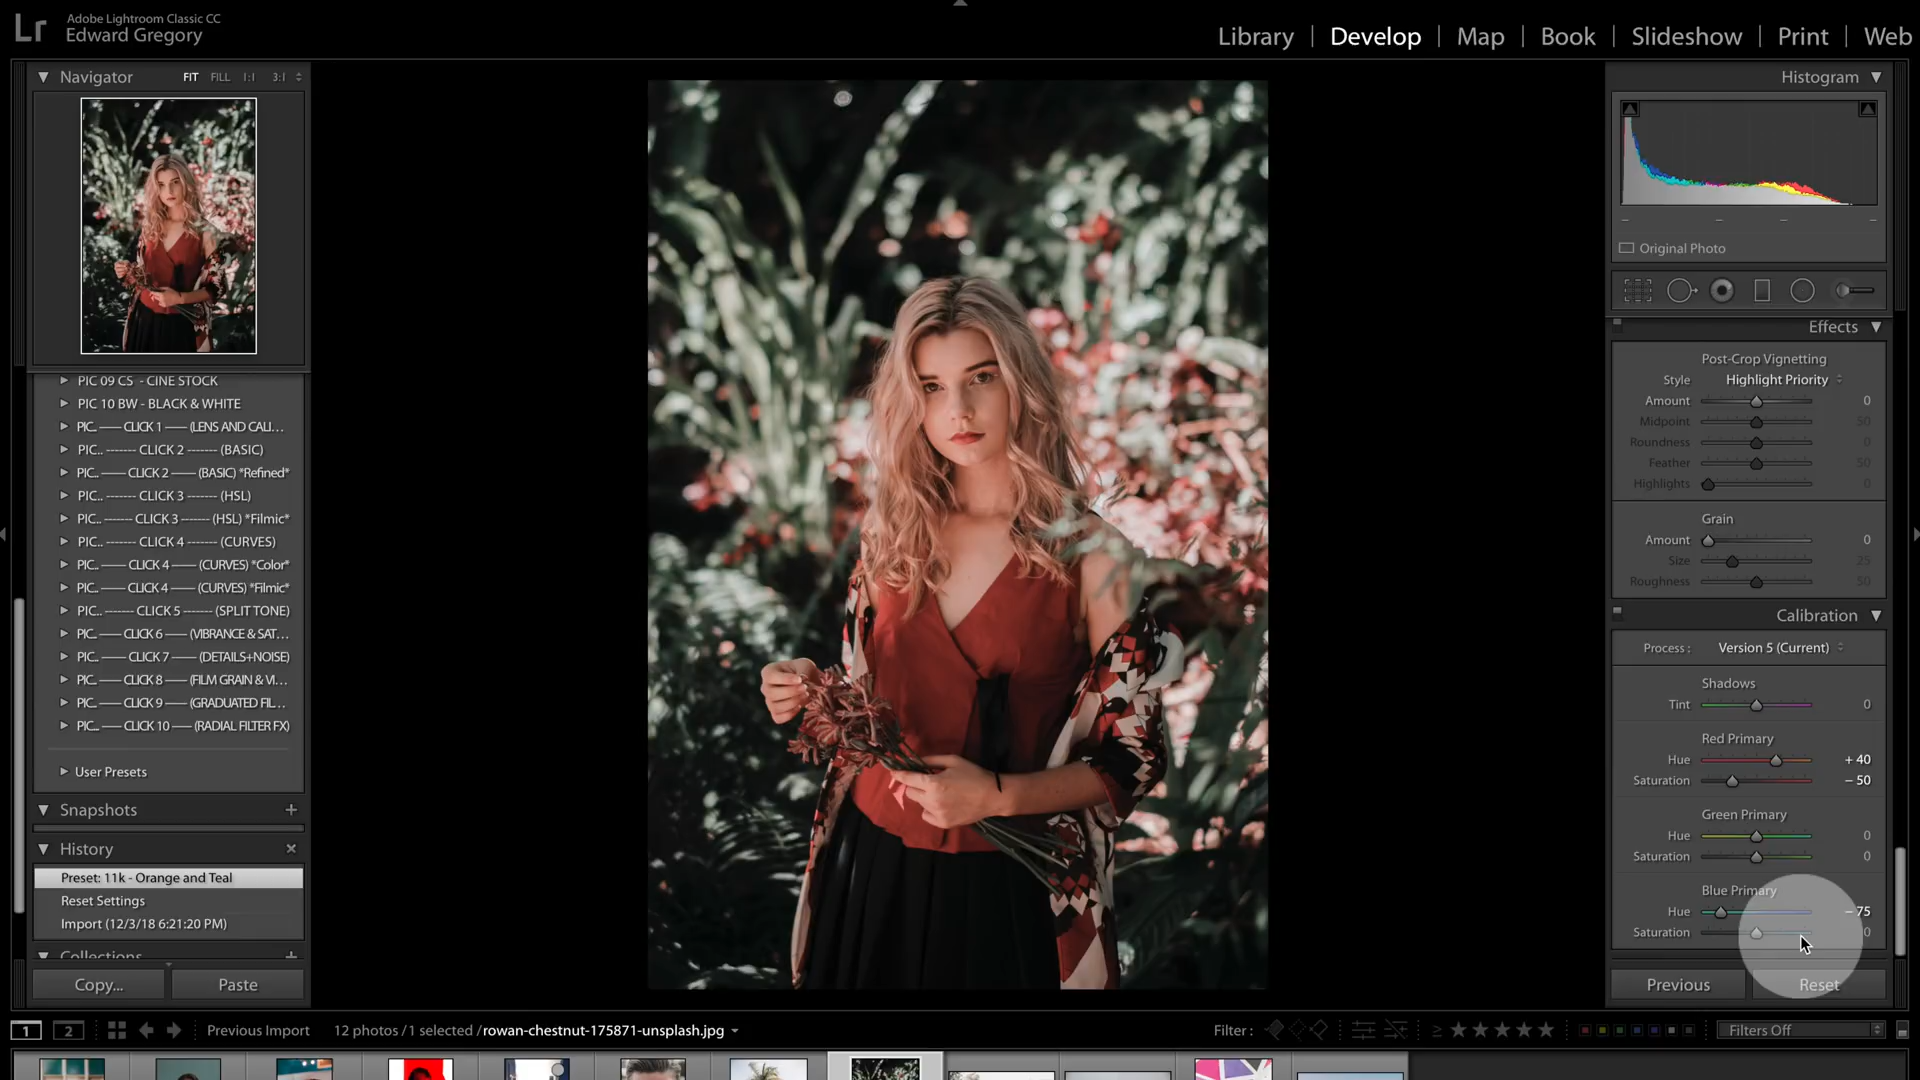 Lr
Adobe Lightroom Classic CC
Edward Gregory
Library | Develop | Map | Book | Slideshow | Print | Web
Navigator FIT FILL 1:1 3:1
PIC 09 CS - CINE STOCK
PIC 10 BW - BLACK & WHITE
PIC.. —— CLICK 1 —— (LENS AND CALI...
PIC.. ------- CLICK 2 ------- (BASIC)
PIC.. —— CLICK 2 —— (BASIC) *Refined*
PIC.. ------- CLICK 3 ------- (HSL)
PIC.. ------- CLICK 3 ------- (HSL) *Filmic*
PIC.. ------- CLICK 4 ------- (CURVES)
PIC.. —— CLICK 4 —— (CURVES) *Color*
PIC.. —— CLICK 4 —— (CURVES) *Filmic*
PIC.. ------- CLICK 5 ------- (SPLIT TONE)
PIC.. —— CLICK 6 —— (VIBRANCE & SAT...
PIC.. —— CLICK 7 —— (DETAILS+NOISE)
PIC.. —— CLICK 8 —— (FILM GRAIN & VI...
PIC.. —— CLICK 9 —— (GRADUATED FIL...
PIC.. —— CLICK 10 —— (RADIAL FILTER FX)
User Presets
Snapshots +
History ×
Preset: 11k - Orange and Teal
Reset Settings
Import (12/3/18 6:21:20 PM)
Collections +
Copy... Paste
Histogram
Original Photo
Effects
Post-Crop Vignetting
Style Highlight Priority
Amount 0
Midpoint 50
Roundness 0
Feather 50
Highlights 0
Grain
Amount 0
Size 25
Roughness 50
Calibration
Process : Version 5 (Current)
Shadows
Tint 0
Red Primary
Hue + 40
Saturation – 50
Green Primary
Hue 0
Saturation 0
Blue Primary
Hue – 75
Saturation 0
Previous Reset
1 2 Previous Import 12 photos /1 selected /rowan-chestnut-175871-unsplash.jpg Filter : ≥ ★★★★★ Filters Off